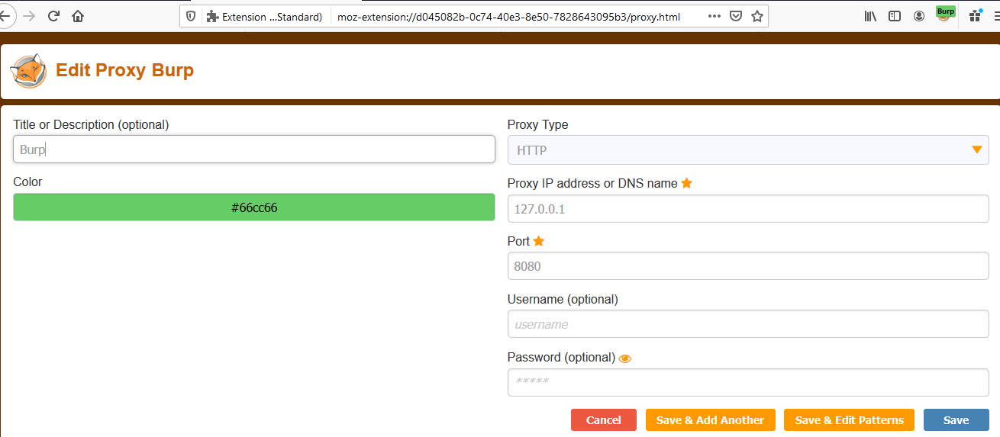 Extension ...Standard) moz-extension://d045082b-0c74-40e3-8e50-7828643095b3/proxy.html Burp
Edit Proxy Burp
Title or Description (optional)
Burp
Color
#66cc66
Proxy Type
HTTP
Proxy IP address or DNS name
127.0.0.1
Port
8080
Username (optional)
username
Password (optional)
*****
Cancel Save & Add Another Save & Edit Patterns Save